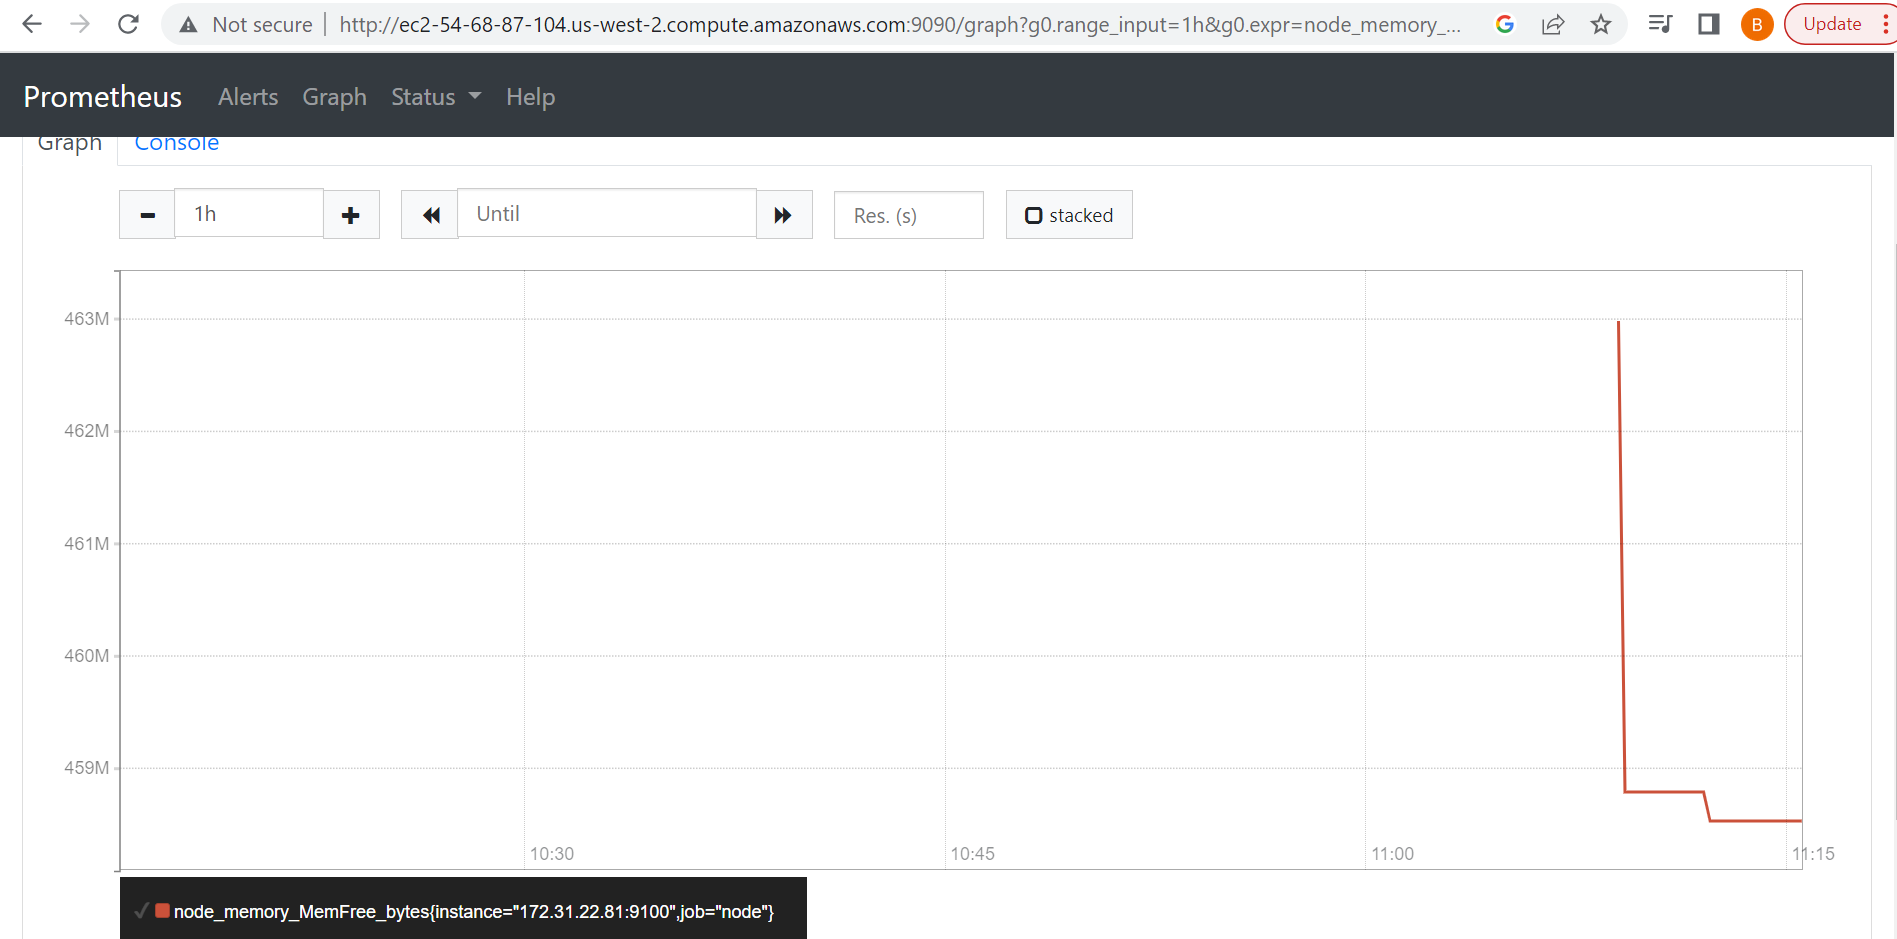 Not secure http://ec2-54-68-87-104.us-west-2.compute.amazonaws.com:9090/graph?g0.range_input=1h&g0.expr=node_memory_... B Update
Prometheus Alerts Graph Status Help
Graph Console
1h Until Res. (s) stacked
463M
462M
461M
460M
459M
10:30 10:45 11:00 11:15
node_memory_MemFree_bytes{instance="172.31.22.81:9100",job="node"}